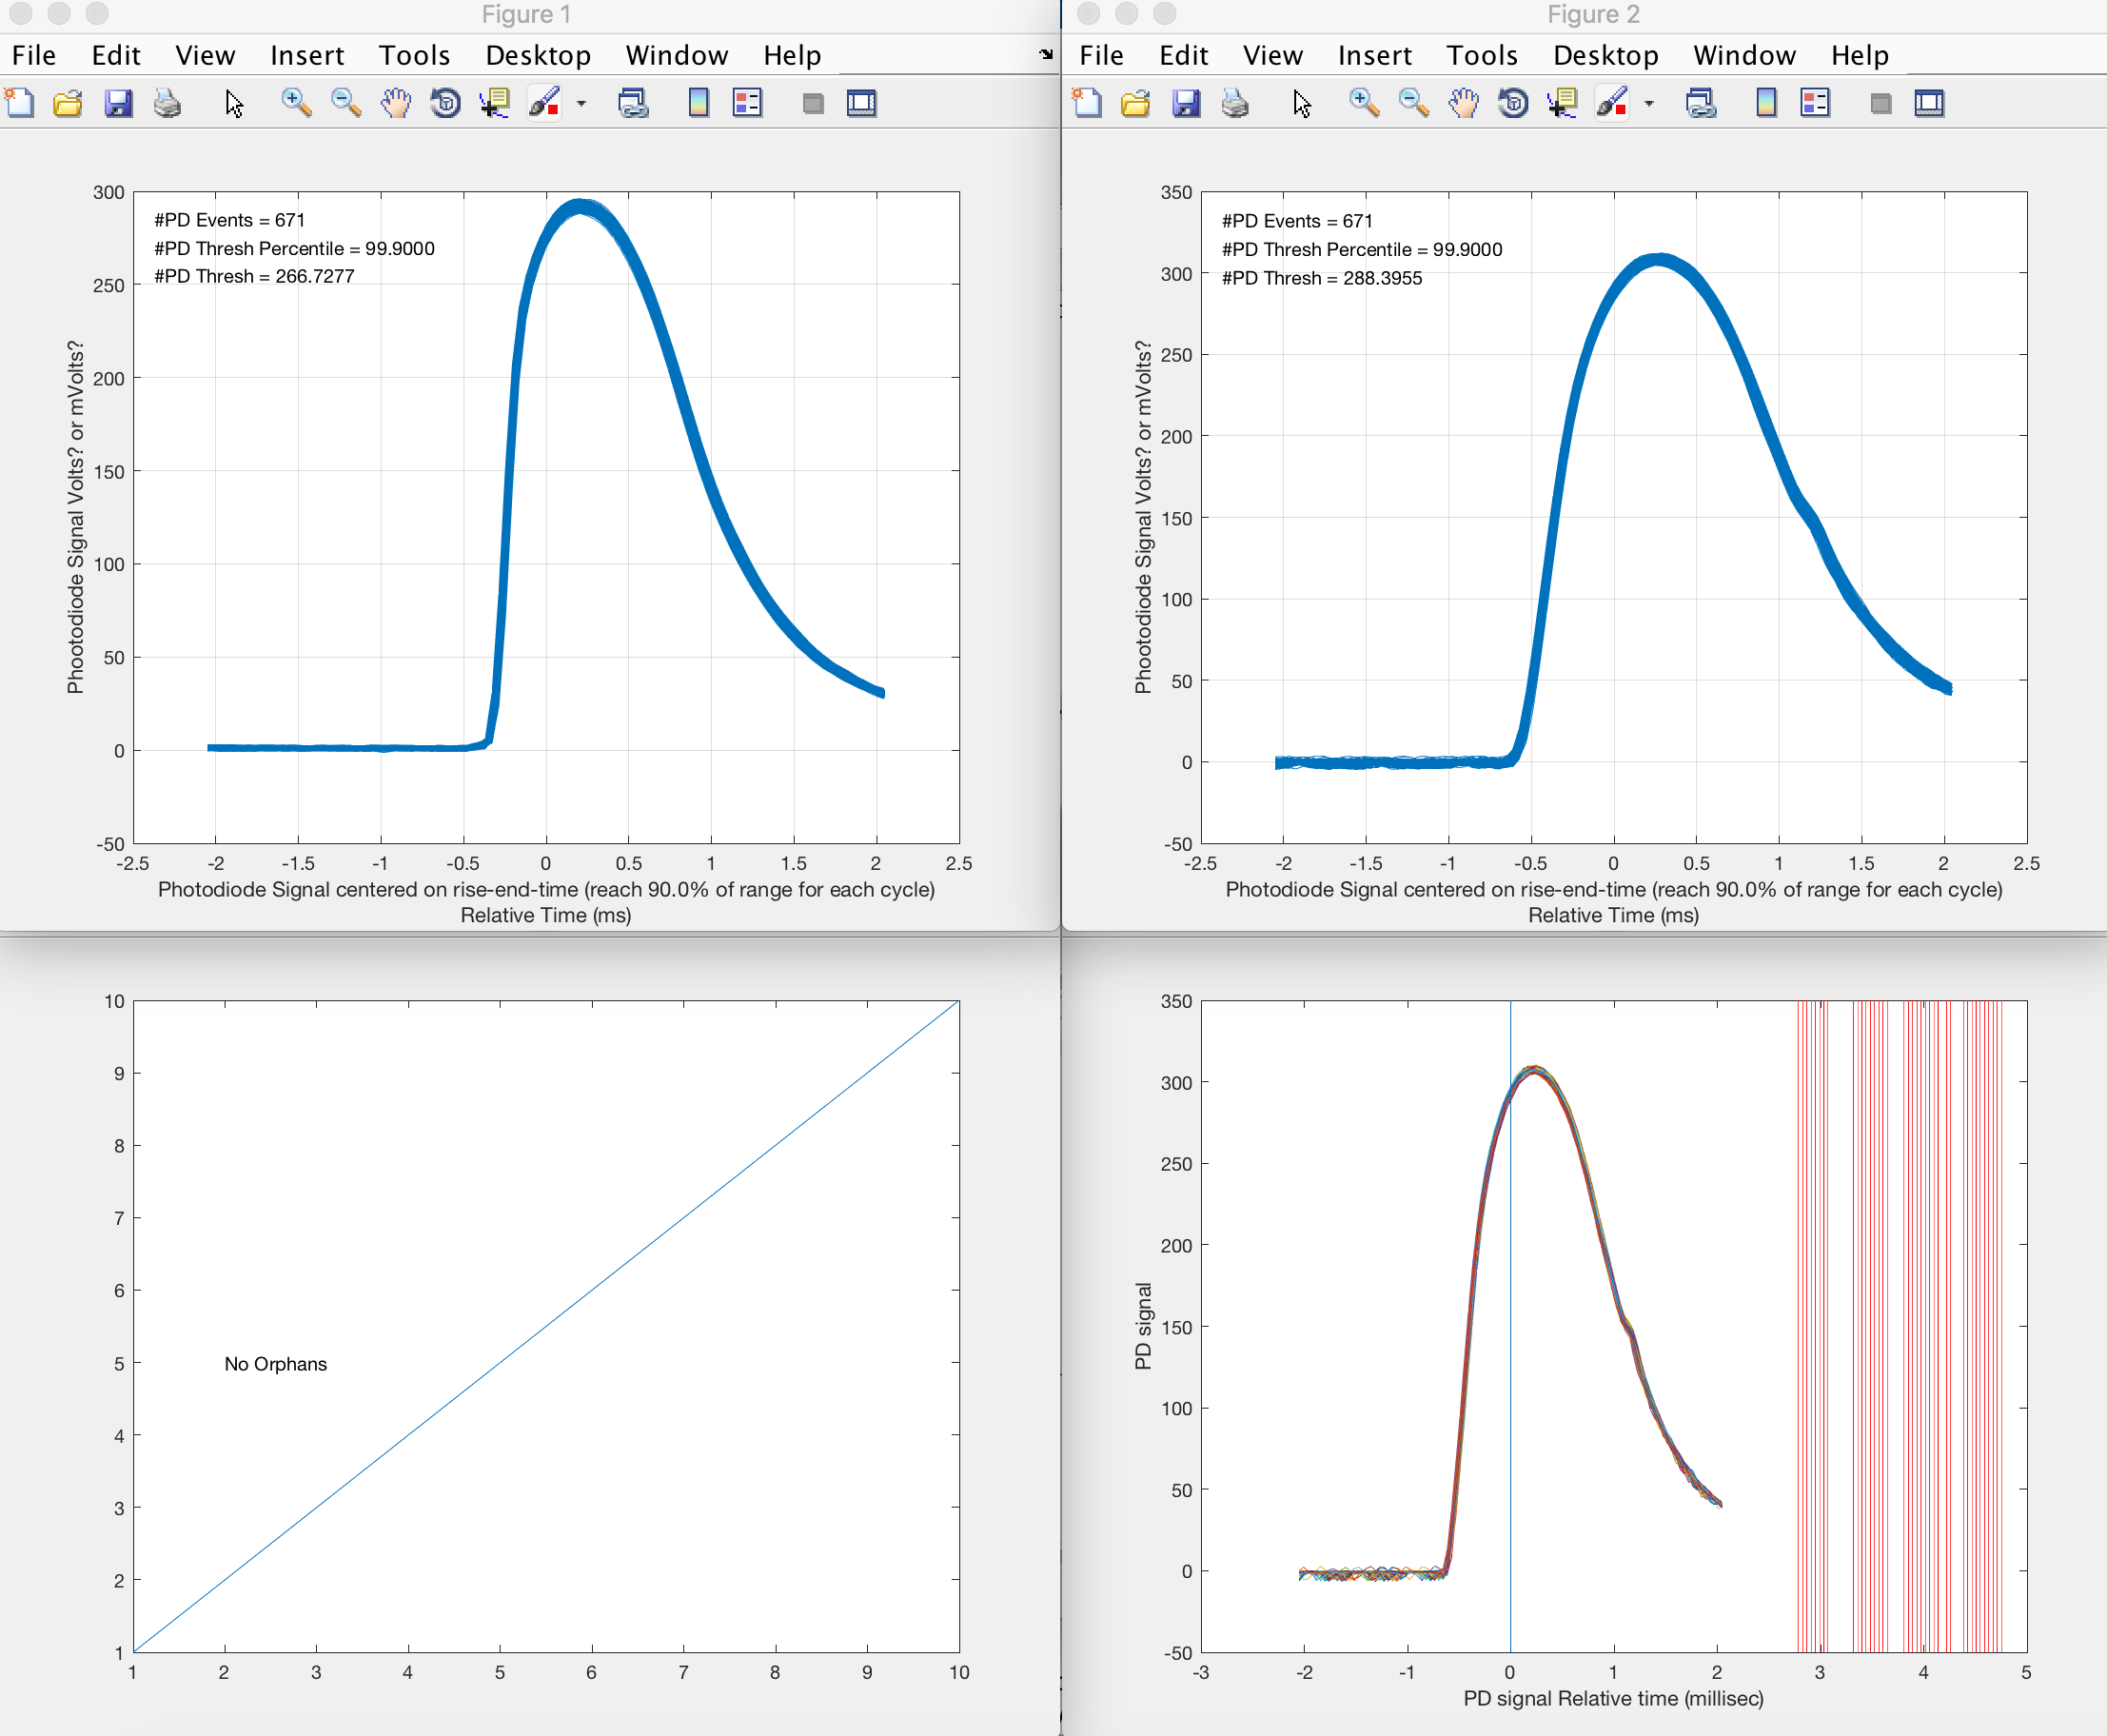 Figure 1
File Edit View Insert Tools Desktop Window Help
#PD Events = 671
#PD Thresh Percentile = 99.9000
#PD Thresh = 266.7277
300
250
200
150
100
50
0
-50
Phootodiode Signal Volts? or mVolts?
-2.5 -2 -1.5 -1 -0.5 0 0.5 1 1.5 2 2.5
Photodiode Signal centered on rise-end-time (reach 90.0% of range for each cycle)
Relative Time (ms)
Figure 2
File Edit View Insert Tools Desktop Window Help
#PD Events = 671
#PD Thresh Percentile = 99.9000
#PD Thresh = 288.3955
350
300
250
200
150
100
50
0
-50
Phootodiode Signal Volts? or mVolts?
-2.5 -2 -1.5 -1 -0.5 0 0.5 1 1.5 2 2.5
Photodiode Signal centered on rise-end-time (reach 90.0% of range for each cycle)
Relative Time (ms)
10
9
8
7
6
5
4
3
2
1
No Orphans
1 2 3 4 5 6 7 8 9 10
350
300
250
200
150
100
50
0
-50
PD signal
-3 -2 -1 0 1 2 3 4 5
PD signal Relative time (millisec)